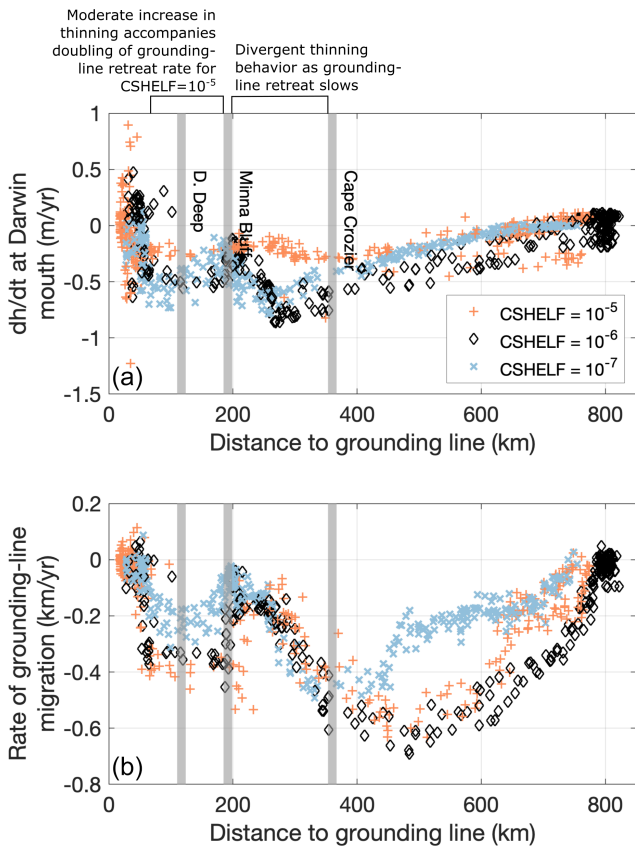 Moderate increase in
thinning accompanies
doubling of grounding-
line retreat rate for
CSHELF=10⁻⁵
Divergent thinning
behavior as grounding-
line retreat slows
1
0.5
0
-0.5
-1
-1.5
dh/dt at Darwin
mouth (m/yr)
D. Deep
Minna Bluff
Cape Crozier
CSHELF = 10⁻⁵
CSHELF = 10⁻⁶
CSHELF = 10⁻⁷
(a)
0 200 400 600 800
Distance to grounding line (km)
0.2
0
-0.2
-0.4
-0.6
-0.8
Rate of grounding-line
migration (km/yr)
(b)
0 200 400 600 800
Distance to grounding line (km)